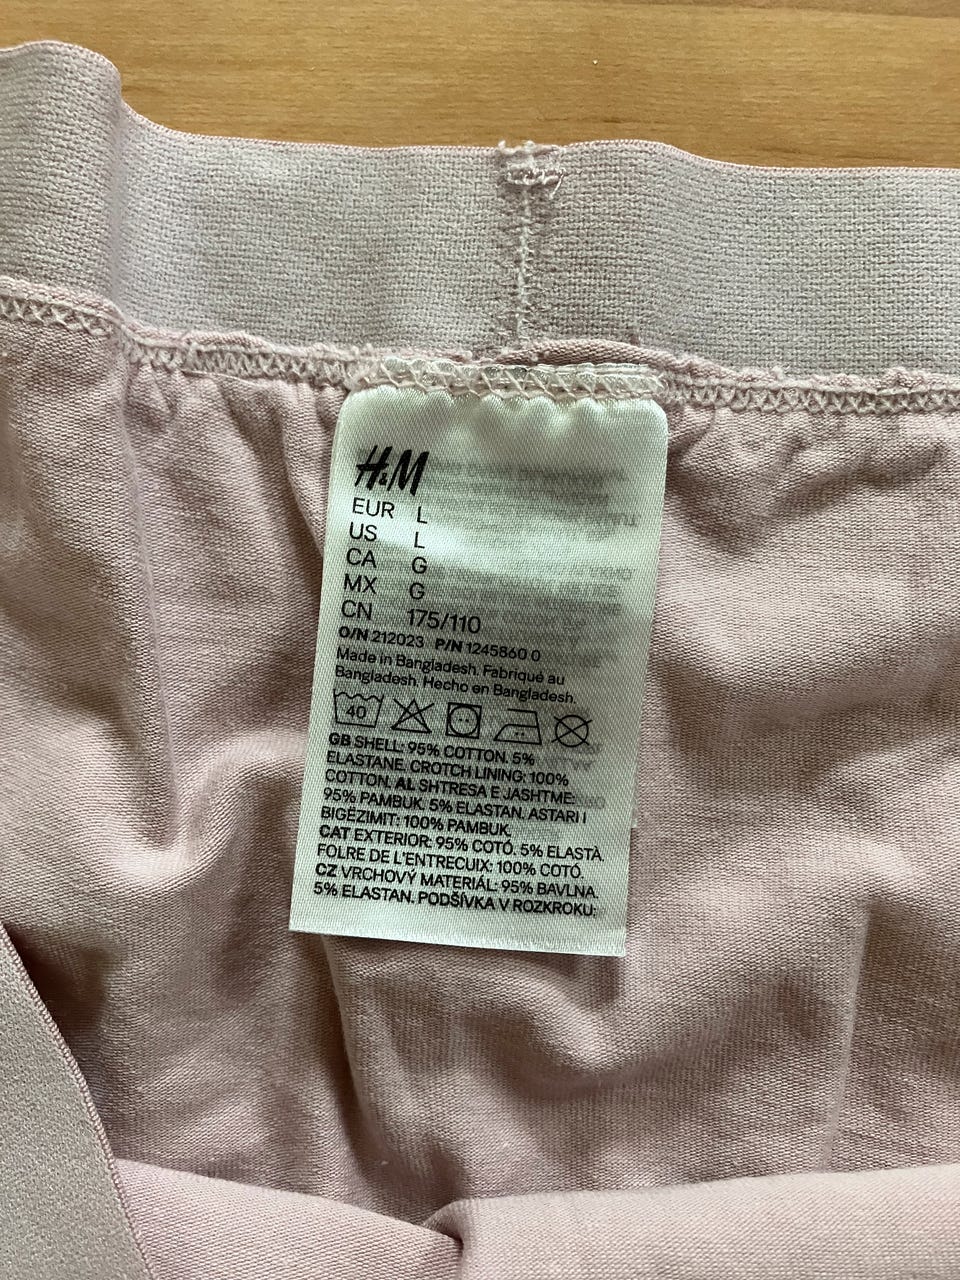 H&M
EUR L
US L
CA G
MX G
CN 175/110
O/N 212023 P/N 1245860 0
Made in Bangladesh. Fabriqué au
Bangladesh. Hecho en Bangladesh.
40
GB SHELL: 95% COTTON. 5%
ELASTANE. CROTCH LINING: 100%
COTTON. AL SHTRESA E JASHTME:
95% PAMBUK. 5% ELASTAN. ASTARI I
BIGËZIMIT: 100% PAMBUK.
CAT EXTERIOR: 95% COTÓ. 5% ELASTÀ.
FOLRE DE L'ENTRECUIX: 100% COTÓ.
CZ VRCHOVÝ MATERIÁL: 95% BAVLNA.
5% ELASTAN. PODŠÍVKA V ROZKROKU: